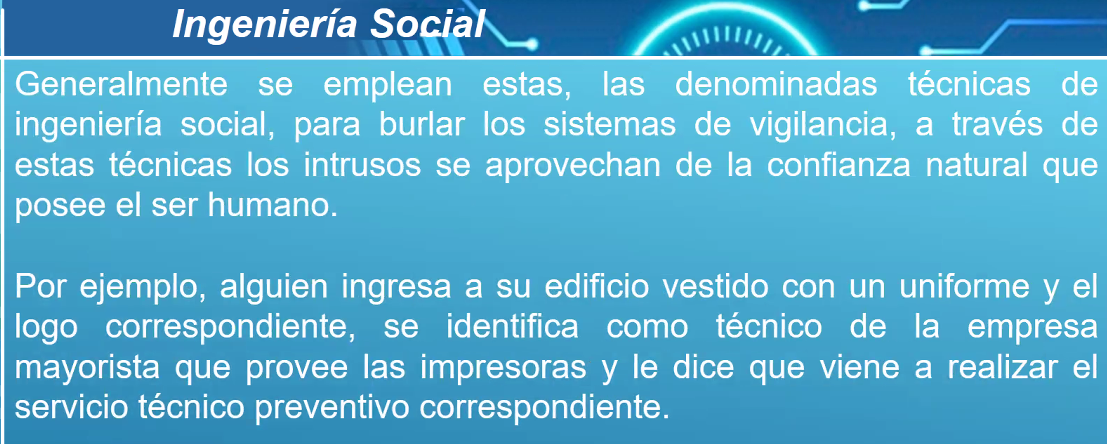 Ingeniería Social
Generalmente se emplean estas, las denominadas técnicas de
ingeniería social, para burlar los sistemas de vigilancia, a través de
estas técnicas los intrusos se aprovechan de la confianza natural que
posee el ser humano.
Por ejemplo, alguien ingresa a su edificio vestido con un uniforme y el
logo correspondiente, se identifica como técnico de la empresa
mayorista que provee las impresoras y le dice que viene a realizar el
servicio técnico preventivo correspondiente.